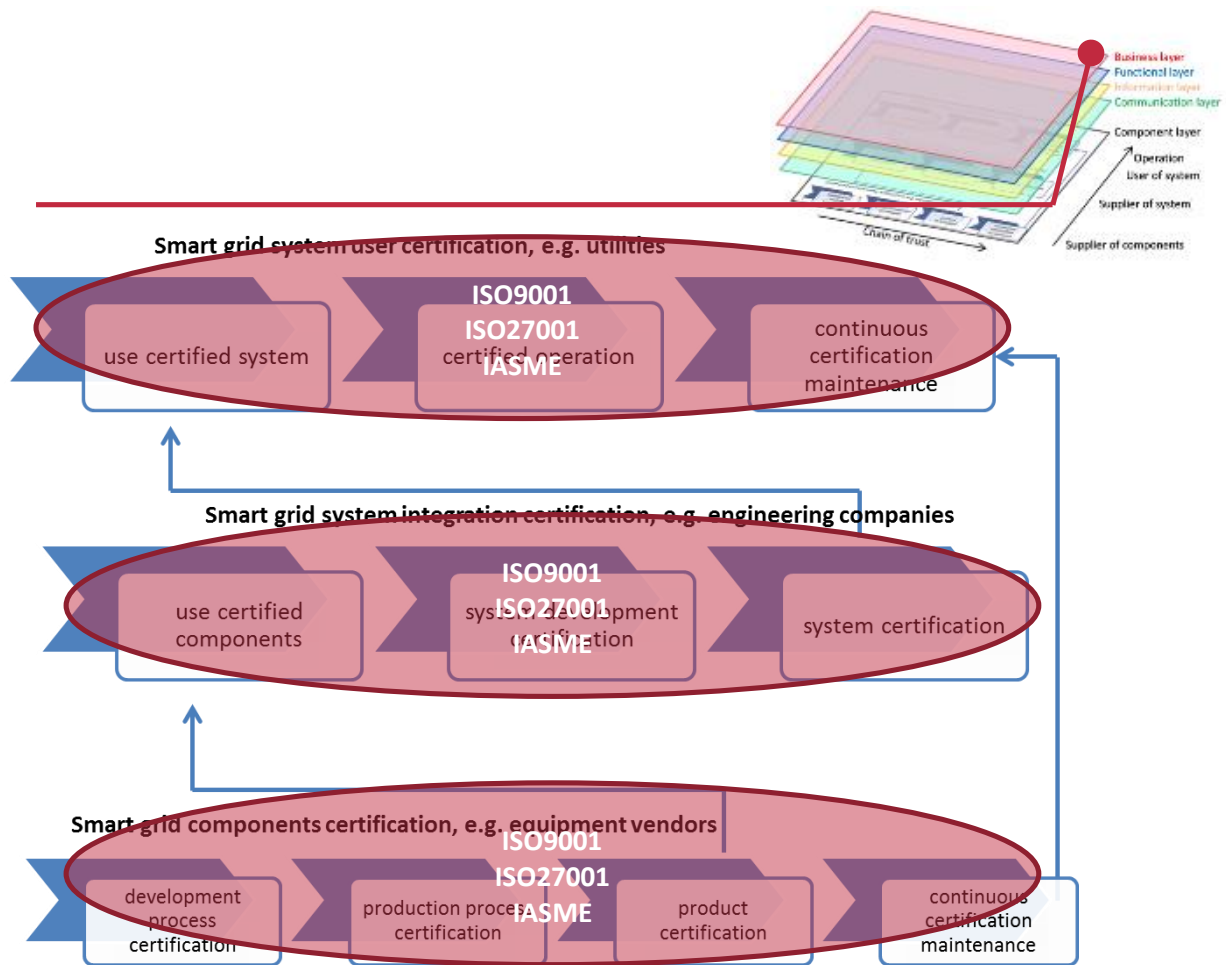 Business layer
Functional layer
Information layer
Communication layer
Component layer
Operation
User of system
Supplier of system
Supplier of components
Chain of trust
Smart grid system user certification, e.g. utilities
ISO9001
ISO27001
IASME
use certified system
certified operation
continuous
certification
maintenance
Smart grid system integration certification, e.g. engineering companies
ISO9001
ISO27001
IASME
use certified
components
system development
certification
system certification
Smart grid components certification, e.g. equipment vendors
ISO9001
ISO27001
IASME
development
process
certification
production process
certification
product
certification
continuous
certification
maintenance